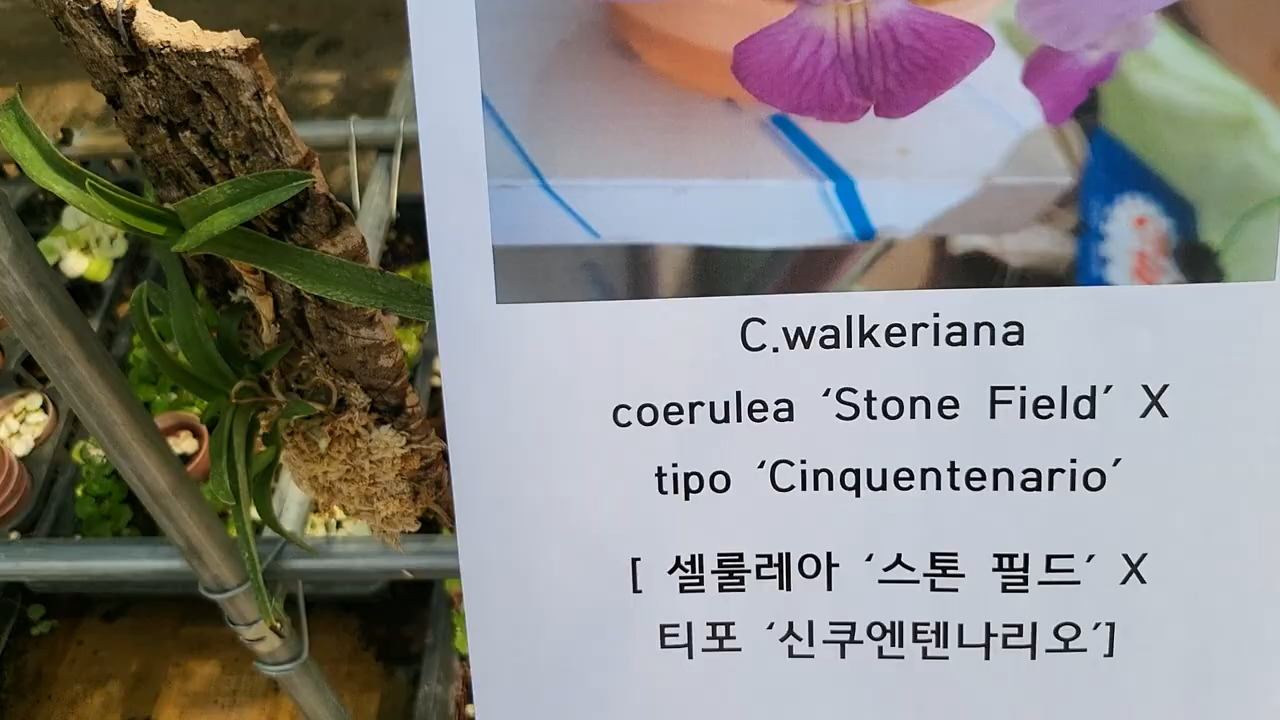 C.walkeriana
coerulea ‘Stone Field’ X
tipo ‘Cinquentenario’
[ 셀룰레아 ‘스톤 필드’ X
티포 ‘신쿠엔텐나리오’]